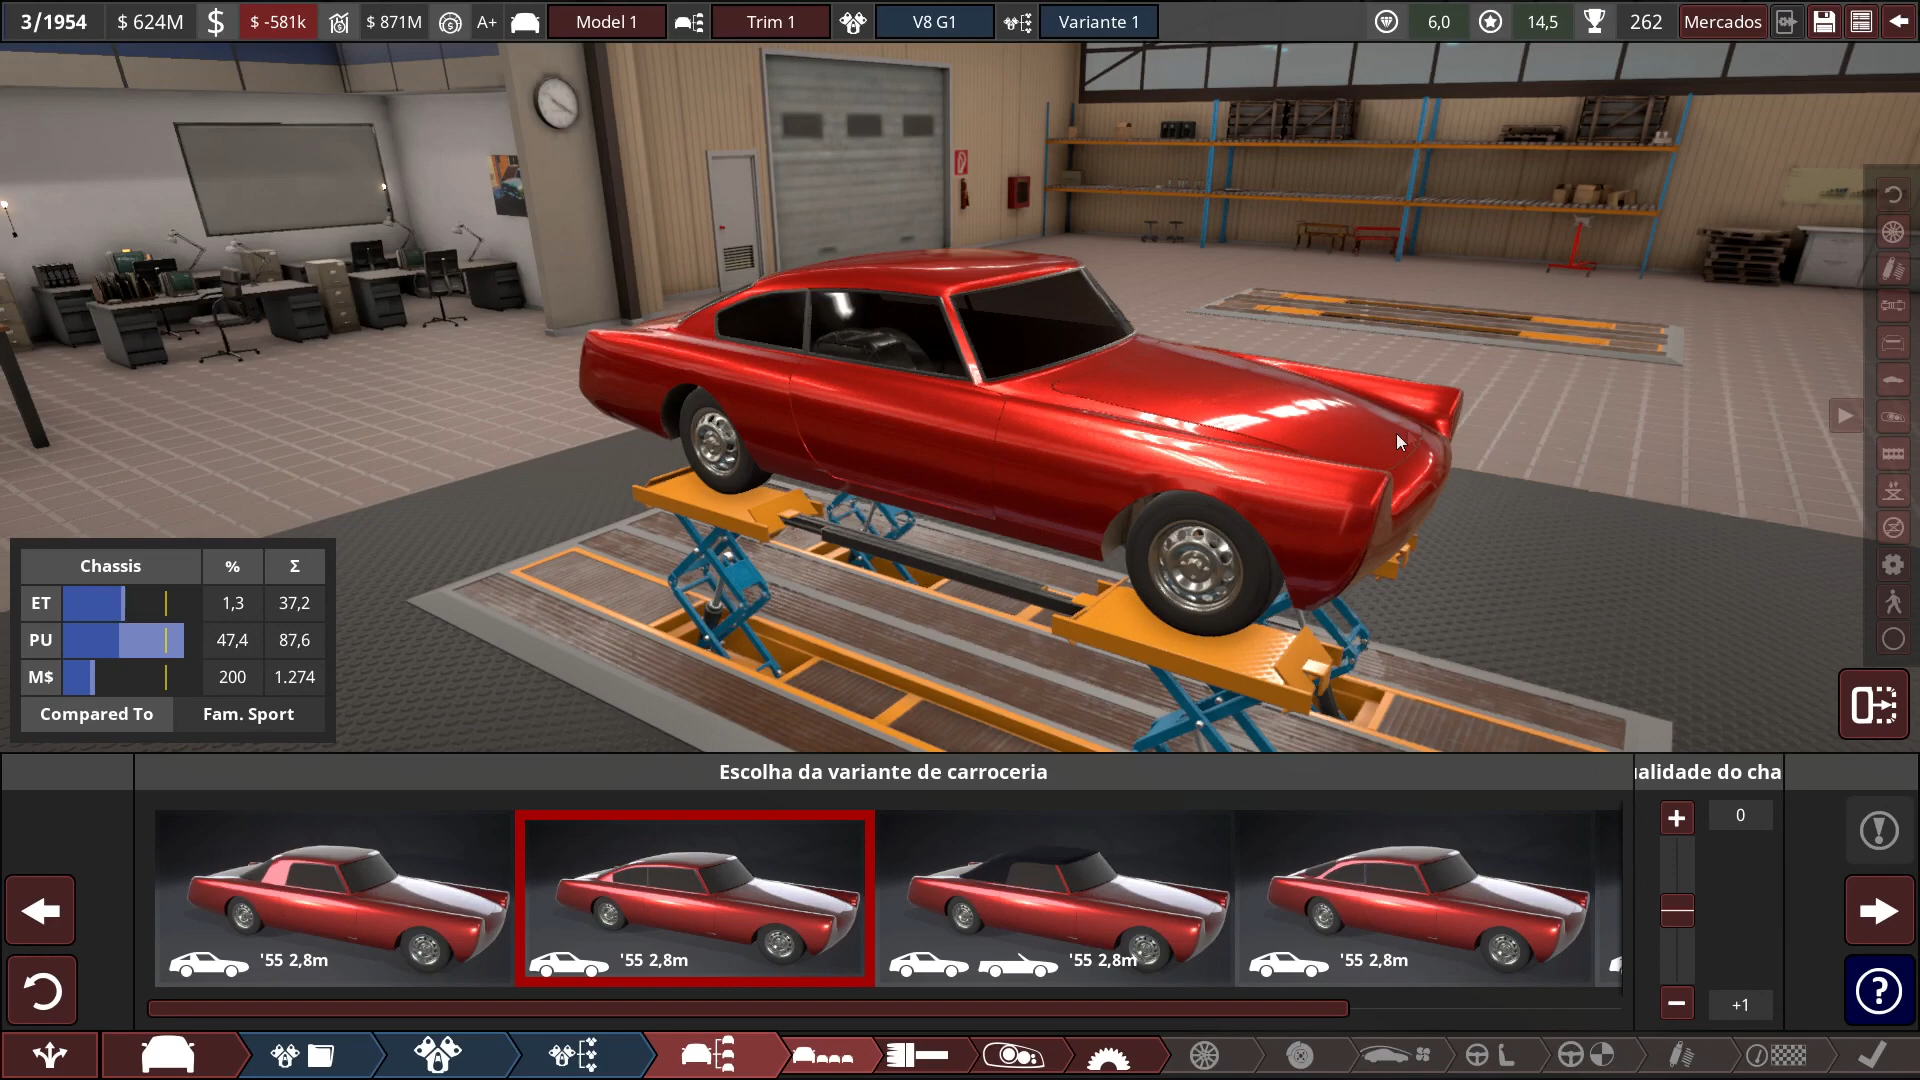 3/1954 $ 624M $ -581k $ 871M A+ Model 1 Trim 1 V8 G1 Variante 1 6,0 14,5 262 Mercados
Chassis % Σ
ET 1,3 37,2
PU 47,4 87,6
M$ 200 1.274
Compared To Fam. Sport
Escolha da variante de carroceria
alidade do cha
'55 2,8m
'55 2,8m
'55 2,8m
'55 2,8m
0
+1